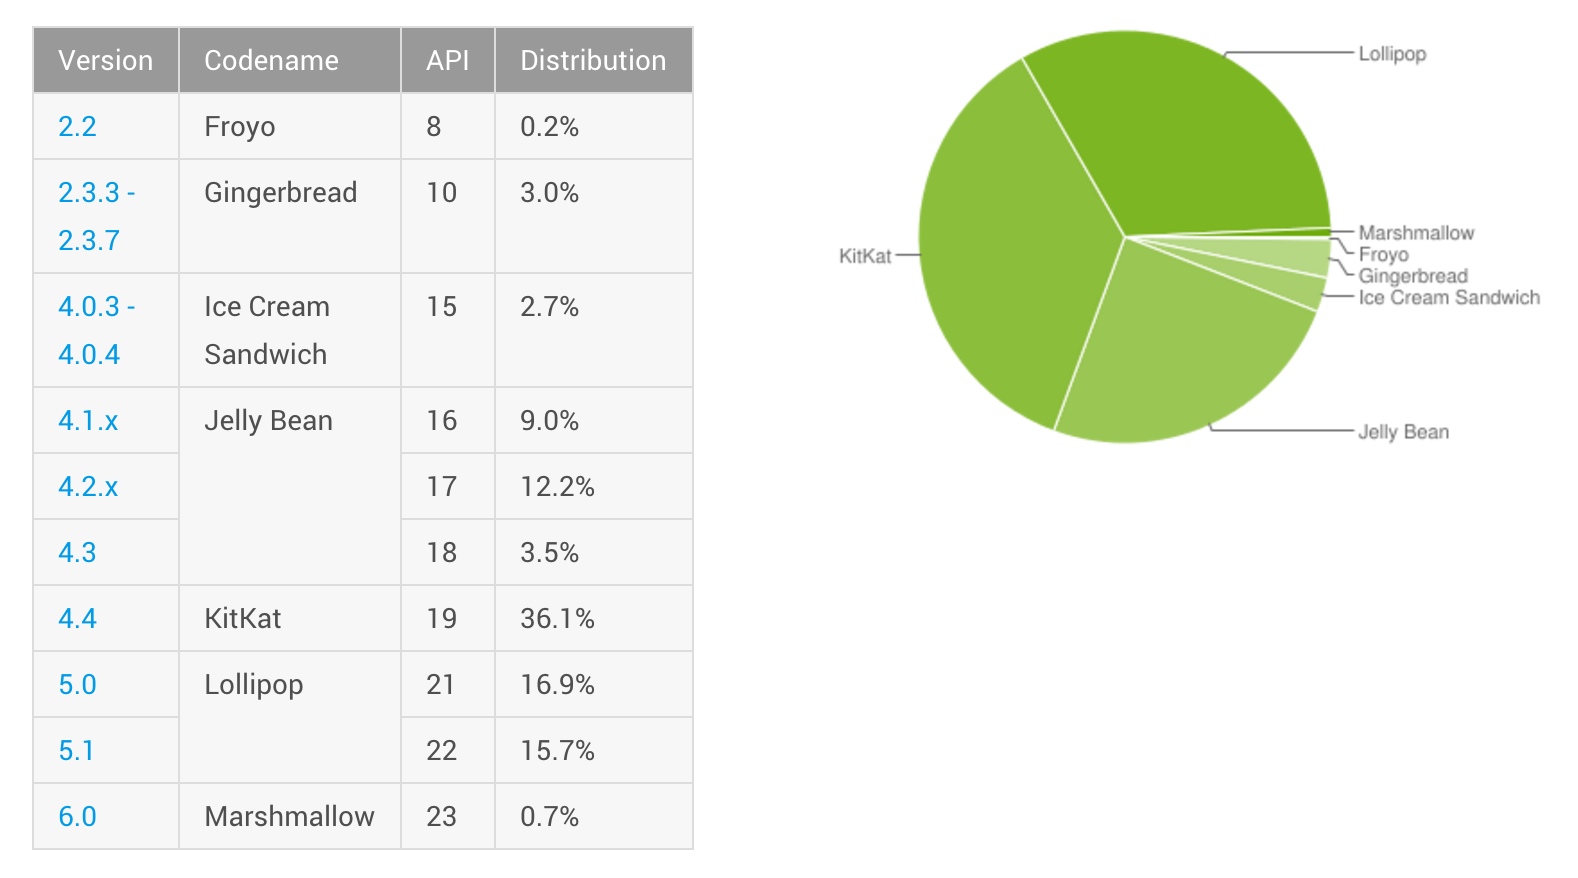 Version Codename API Distribution
2.2 Froyo 8 0.2%
2.3.3 - Gingerbread 10 3.0%
2.3.7
4.0.3 - Ice Cream 15 2.7%
4.0.4 Sandwich
4.1.x Jelly Bean 16 9.0%
4.2.x 17 12.2%
4.3 18 3.5%
4.4 KitKat 19 36.1%
5.0 Lollipop 21 16.9%
5.1 22 15.7%
6.0 Marshmallow 23 0.7%
Lollipop
Marshmallow
Froyo
KitKat
Gingerbread
Ice Cream Sandwich
Jelly Bean